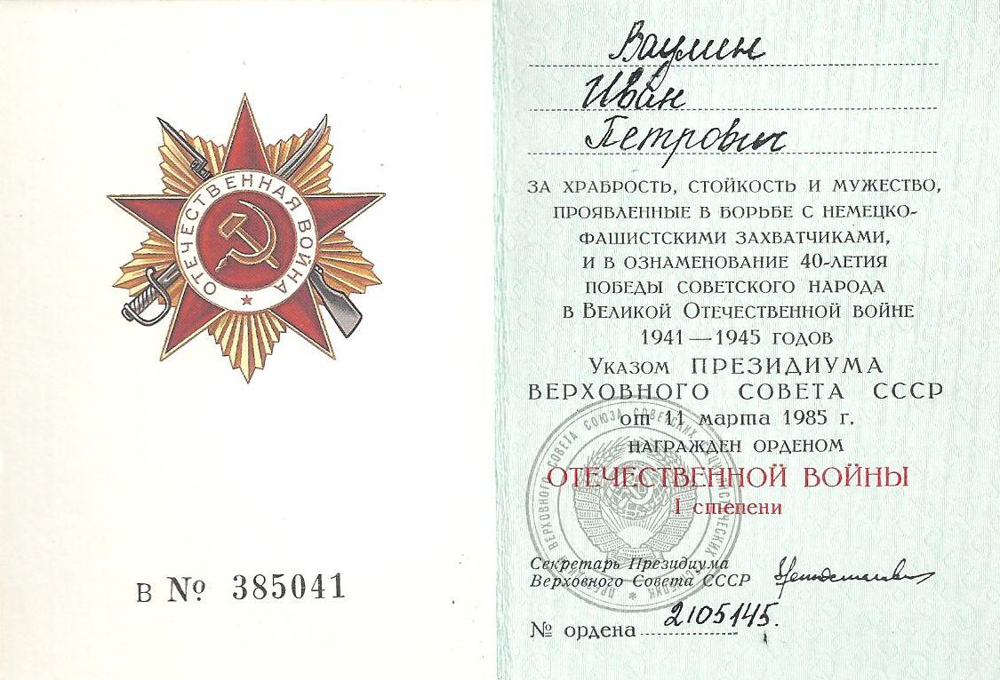 ОТЕЧЕСТВЕННАЯ ВОЙНА
В № 385041
Ваулин
Иван
Петрович
ЗА ХРАБРОСТЬ, СТОЙКОСТЬ И МУЖЕСТВО,
ПРОЯВЛЕННЫЕ В БОРЬБЕ С НЕМЕЦКО-
ФАШИСТСКИМИ ЗАХВАТЧИКАМИ,
И В ОЗНАМЕНОВАНИЕ 40-ЛЕТИЯ
ПОБЕДЫ СОВЕТСКОГО НАРОДА
В ВЕЛИКОЙ ОТЕЧЕСТВЕННОЙ ВОЙНЕ
1941—1945 ГОДОВ
УКАЗОМ ПРЕЗИДИУМА
ВЕРХОВНОГО СОВЕТА СССР
от 11 марта 1985 г.
НАГРАЖДЕН ОРДЕНОМ
ОТЕЧЕСТВЕННОЙ ВОЙНЫ
I степени
ПРЕЗИДИУМ ВЕРХОВНОГО СОВЕТА СОЮЗА СОВЕТСКИХ СОЦИАЛИСТИЧЕСКИХ РЕСПУБЛИК
Секретарь Президиума
Верховного Совета СССР
№ ордена 2105145.